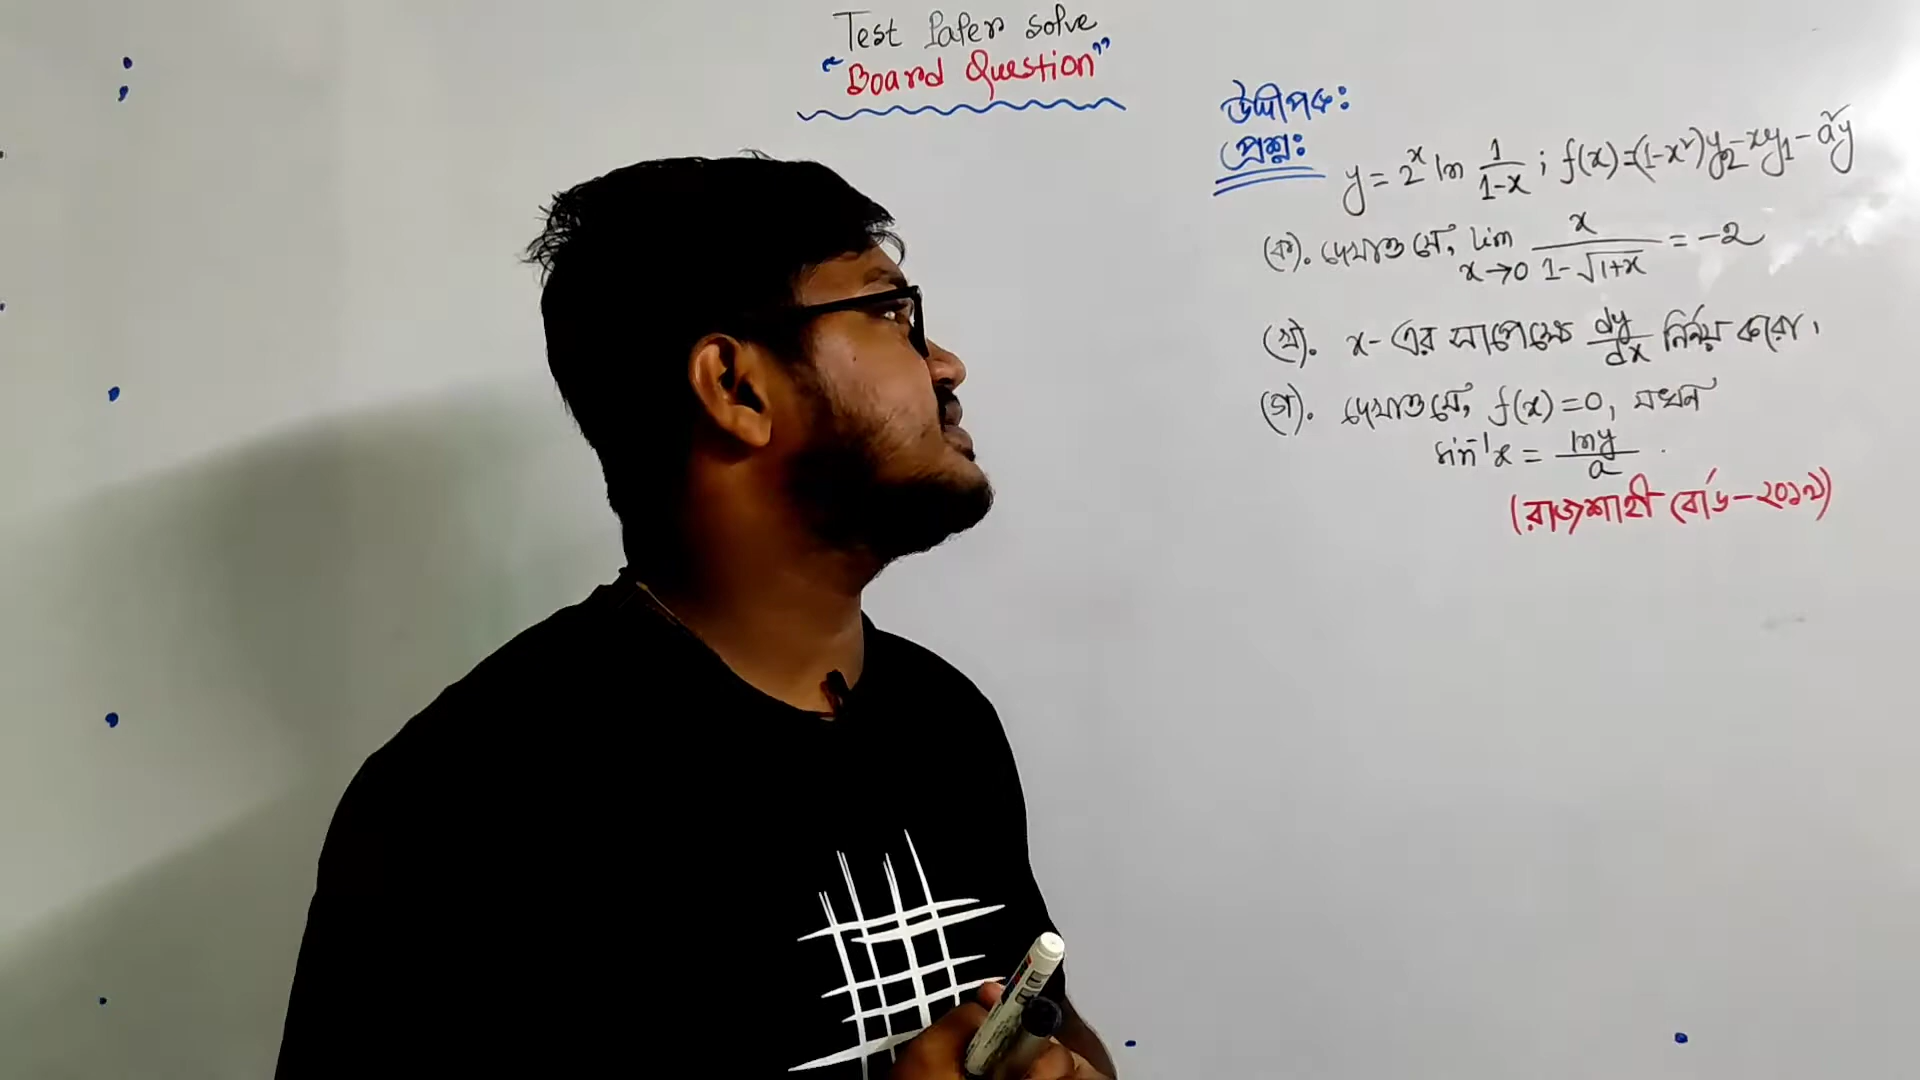 Test Paper solve
"Board Question"
উদ্দীপকঃ
প্রশ্নঃ y = 2^x ln 1/(1-x) ; f(x)=(1-x²)y₂-xy₁-a²y
(ক). দেখাও যে, lim x→0 x/(1-√(1+x)) = -2
(খ). x- এর সাপেক্ষে dy/dx নির্ণয় করো।
(গ). দেখাও যে, f(x)=0, যখন
sin⁻¹x = lny/a
(রাজশাহী বোর্ড-২০১৭)